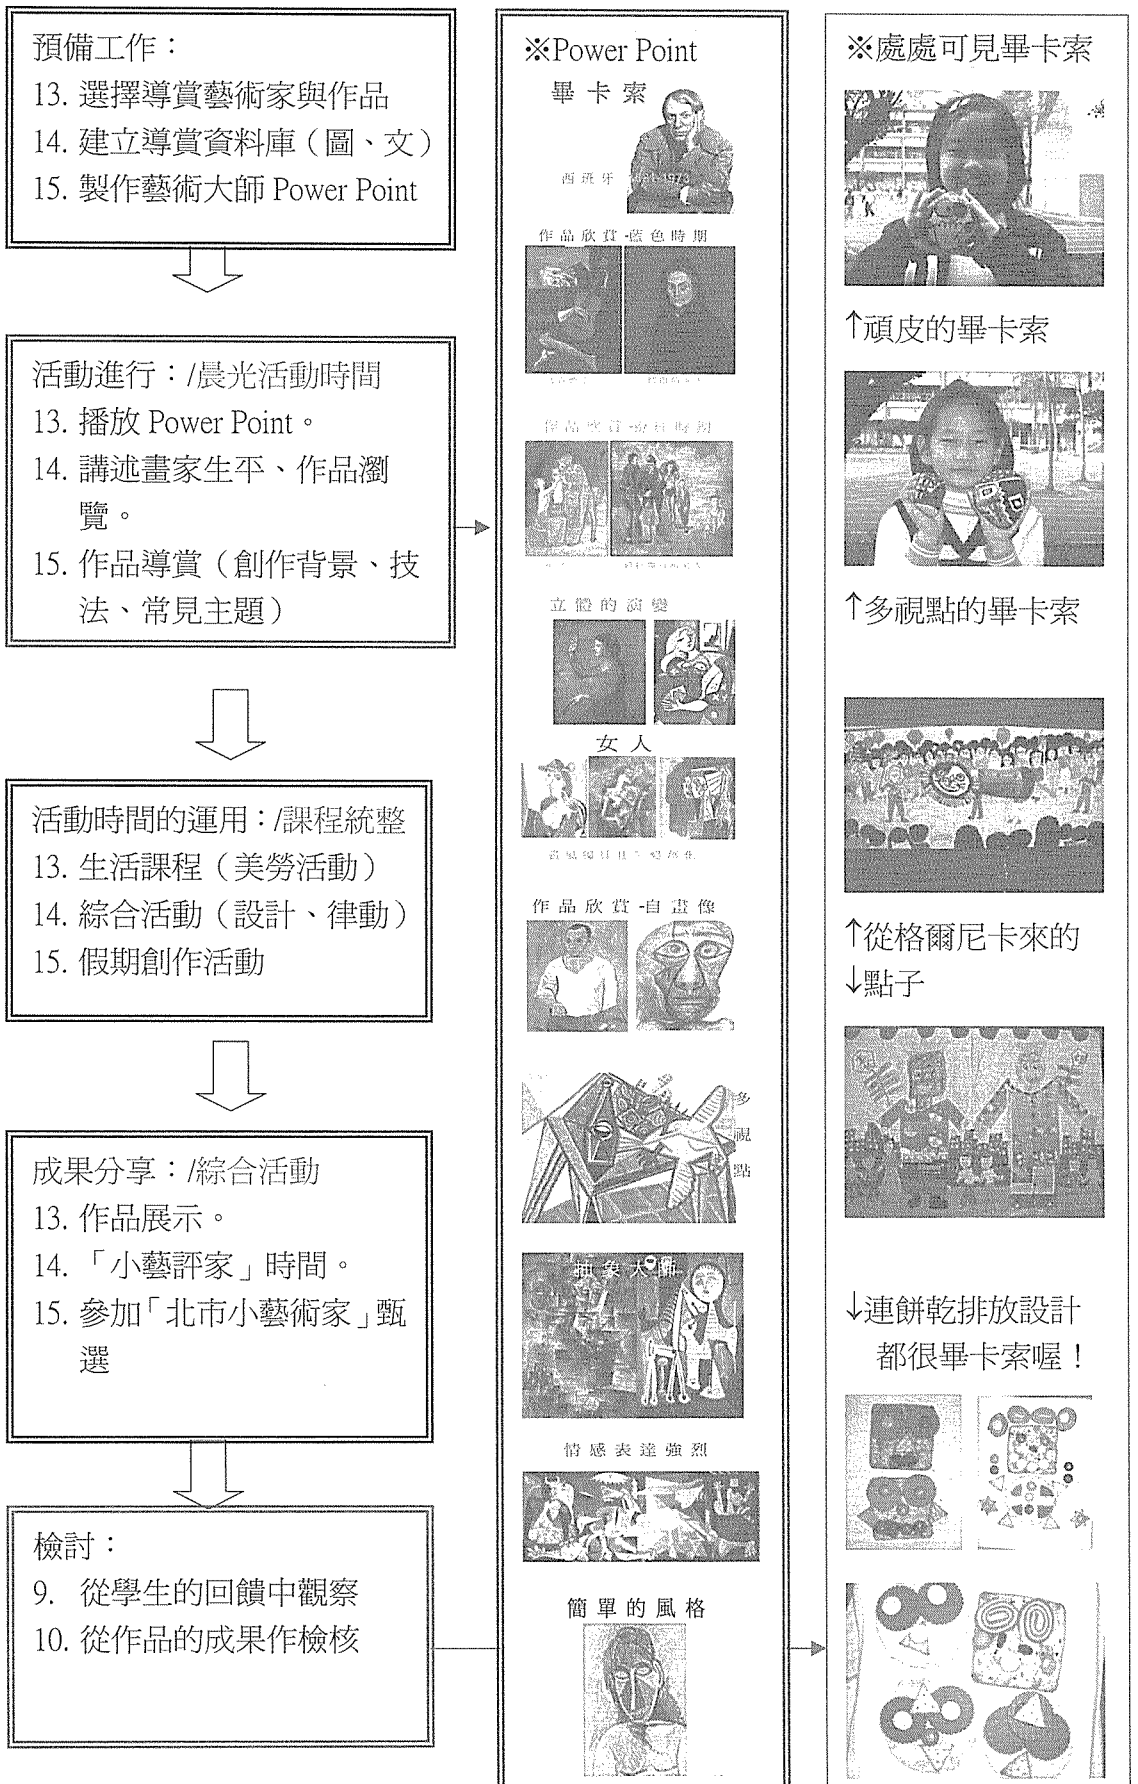 預備工作：
13. 選擇導賞藝術家與作品
14. 建立導賞資料庫（圖、文）
15. 製作藝術大師 Power Point
活動進行：/晨光活動時間
13. 播放 Power Point。
14. 講述畫家生平、作品瀏
覽。
15. 作品導賞（創作背景、技
法、常見主題）
活動時間的運用：/課程統整
13. 生活課程（美勞活動）
14. 綜合活動（設計、律動）
15. 假期創作活動
成果分享：/綜合活動
13. 作品展示。
14. 「小藝評家」時間。
15. 參加「北市小藝術家」甄
選
檢討：
9. 從學生的回饋中觀察
10. 從作品的成果作檢核
※Power Point
畢卡索
西班牙
作品欣賞-藍色時期
作品欣賞
立體的演變
女人
作品欣賞-自畫像
多視點
抽象大師
情感表達強烈
簡單的風格
※處處可見畢卡索
↑頑皮的畢卡索
↑多視點的畢卡索
↑從格爾尼卡來的
↓點子
↓連餅乾排放設計
都很畢卡索喔！